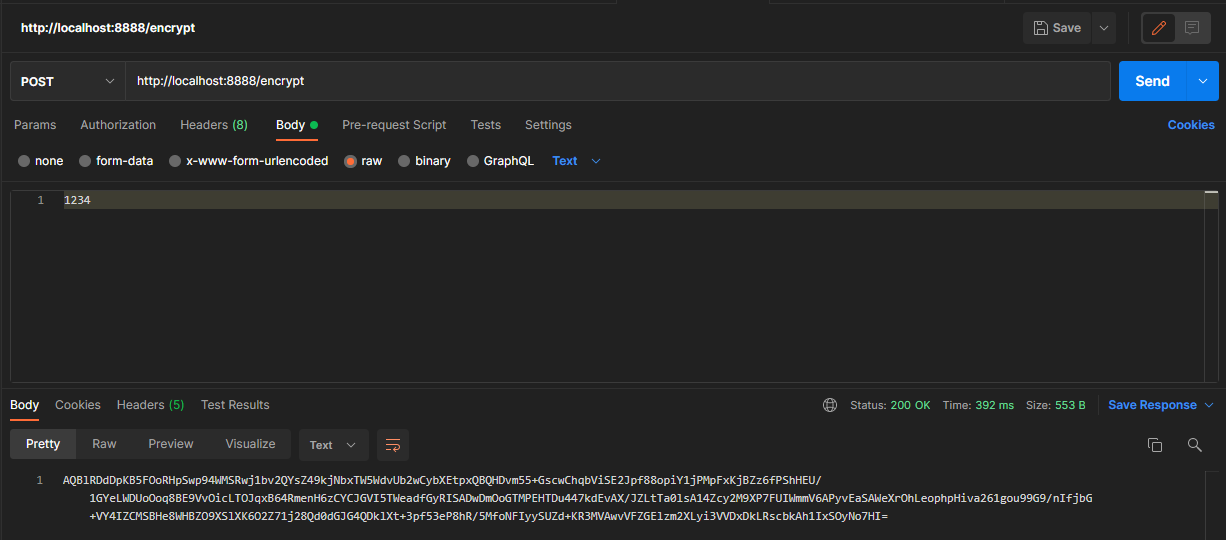 http://localhost:8888/encrypt
Save
POST
http://localhost:8888/encrypt
Send
Params Authorization Headers (8) Body Pre-request Script Tests Settings Cookies
none form-data x-www-form-urlencoded raw binary GraphQL Text
1 1234
Body Cookies Headers (5) Test Results Status: 200 OK Time: 392 ms Size: 553 B Save Response
Pretty Raw Preview Visualize Text
1 AQBlRDdDpKB5FOoRHpSwp94WMSRwj1bv2QYsZ49kjNbxTW5WdvUb2wCybXEtpxQBQHDvm55+GscwChqbViSE2Jpf88opiY1jPMpFxKjBZz6fPShHEU/
1GYeLWDUoOoq8BE9VvOicLTOJqxB64RmenH6zCYCJGVI5TWeadfGyRISADwDmOoGTMPEHTDu447kdEvAX/JZLtTa0lsA14Zcy2M9XP7FUIWmmV6APyvEaSAWeXrOhLeophpHiva261gou99G9/nIfjbG
+VY4IZCMSBHe8WHBZO9XSlXK6O2Z71j28Qd0dGJG4QDklXt+3pf53eP8hR/5MfoNFIyySUZd+KR3MVAwvVFZGElzm2XLyi3VVDxDkLRscbkAh1IxSOyNo7HI=